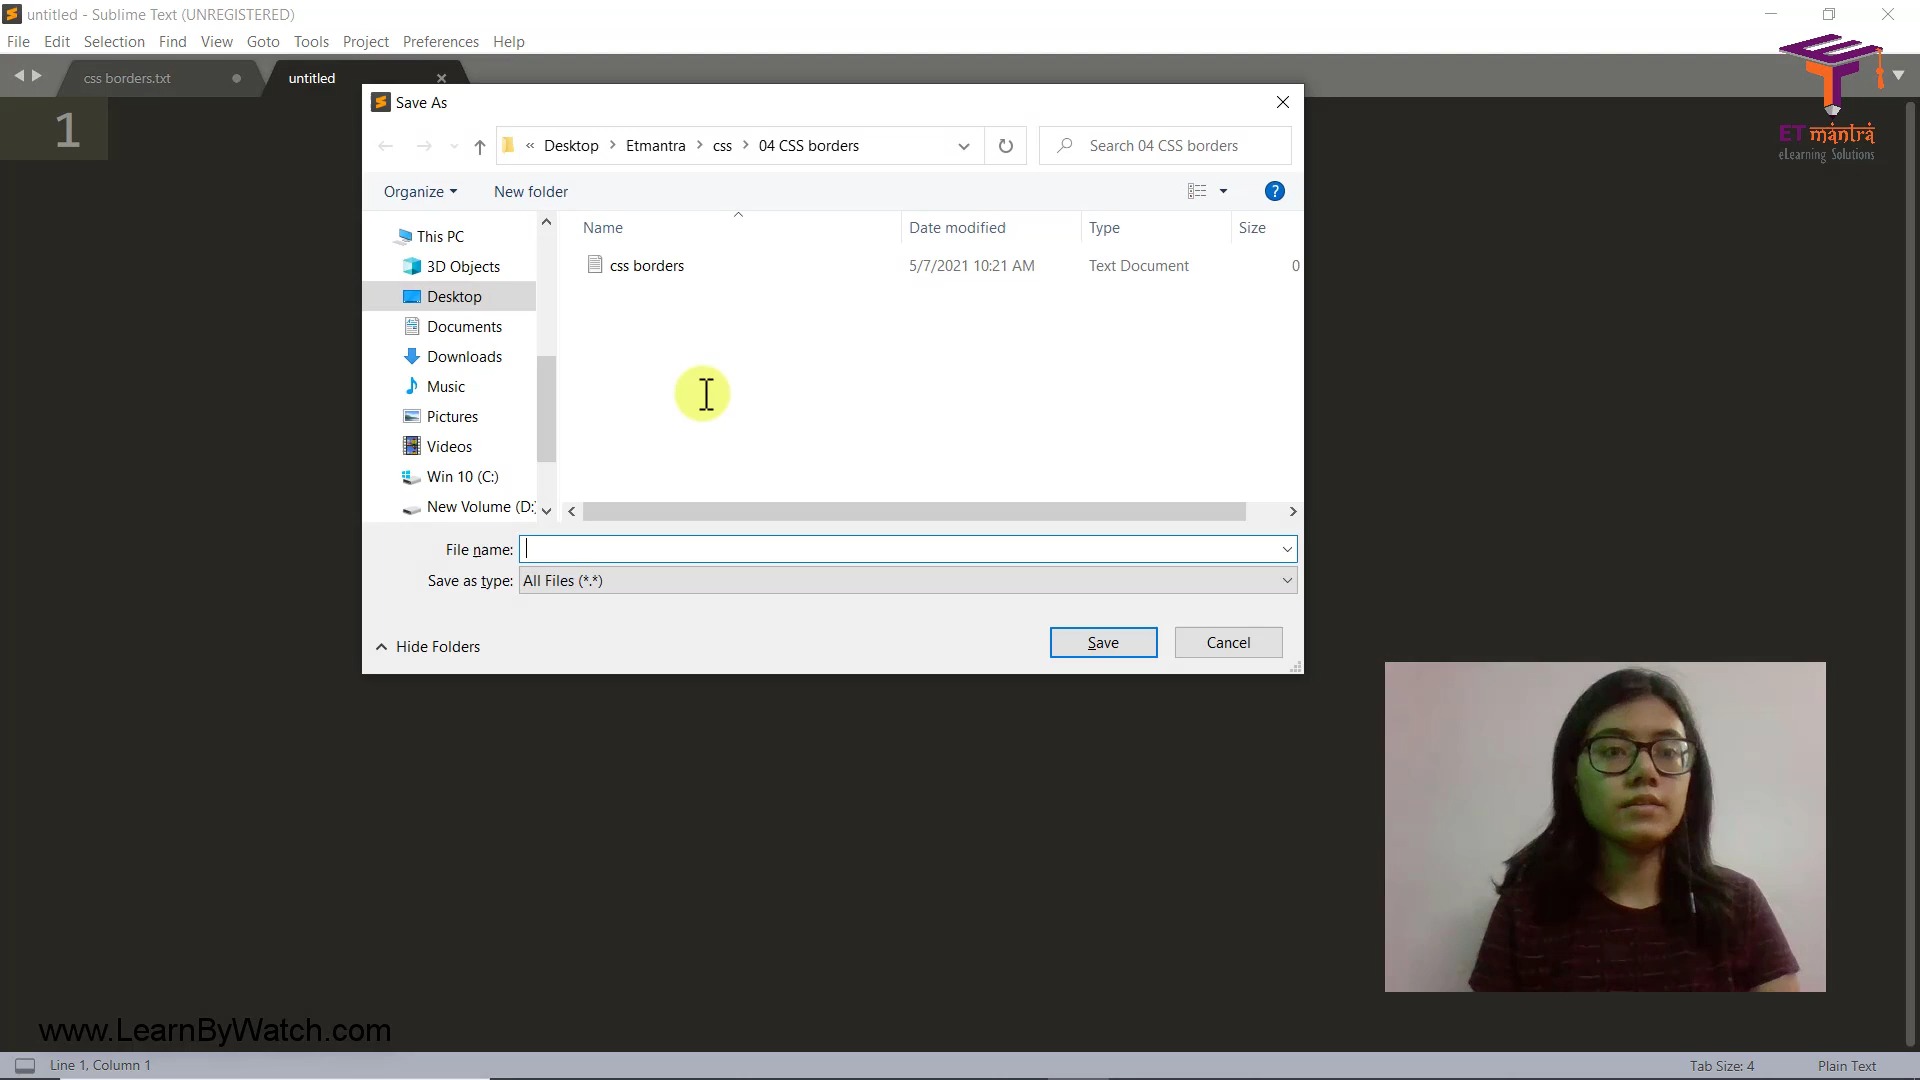 untitled - Sublime Text (UNREGISTERED)
File Edit Selection Find View Goto Tools Project Preferences Help
css borders.txt
untitled
ET mantra
eLearning Solutions
1
Save As
« Desktop > Etmantra > css > 04 CSS borders
Search 04 CSS borders
Organize New folder
?
Name Date modified Type Size
css borders 5/7/2021 10:21 AM Text Document 0
This PC
3D Objects
Desktop
Documents
Downloads
Music
Pictures
Videos
Win 10 (C:)
New Volume (D:)
File name:
Save as type: All Files (*.*)
Hide Folders
Save
Cancel
www.LearnByWatch.com
Line 1, Column 1
Tab Size: 4
Plain Text